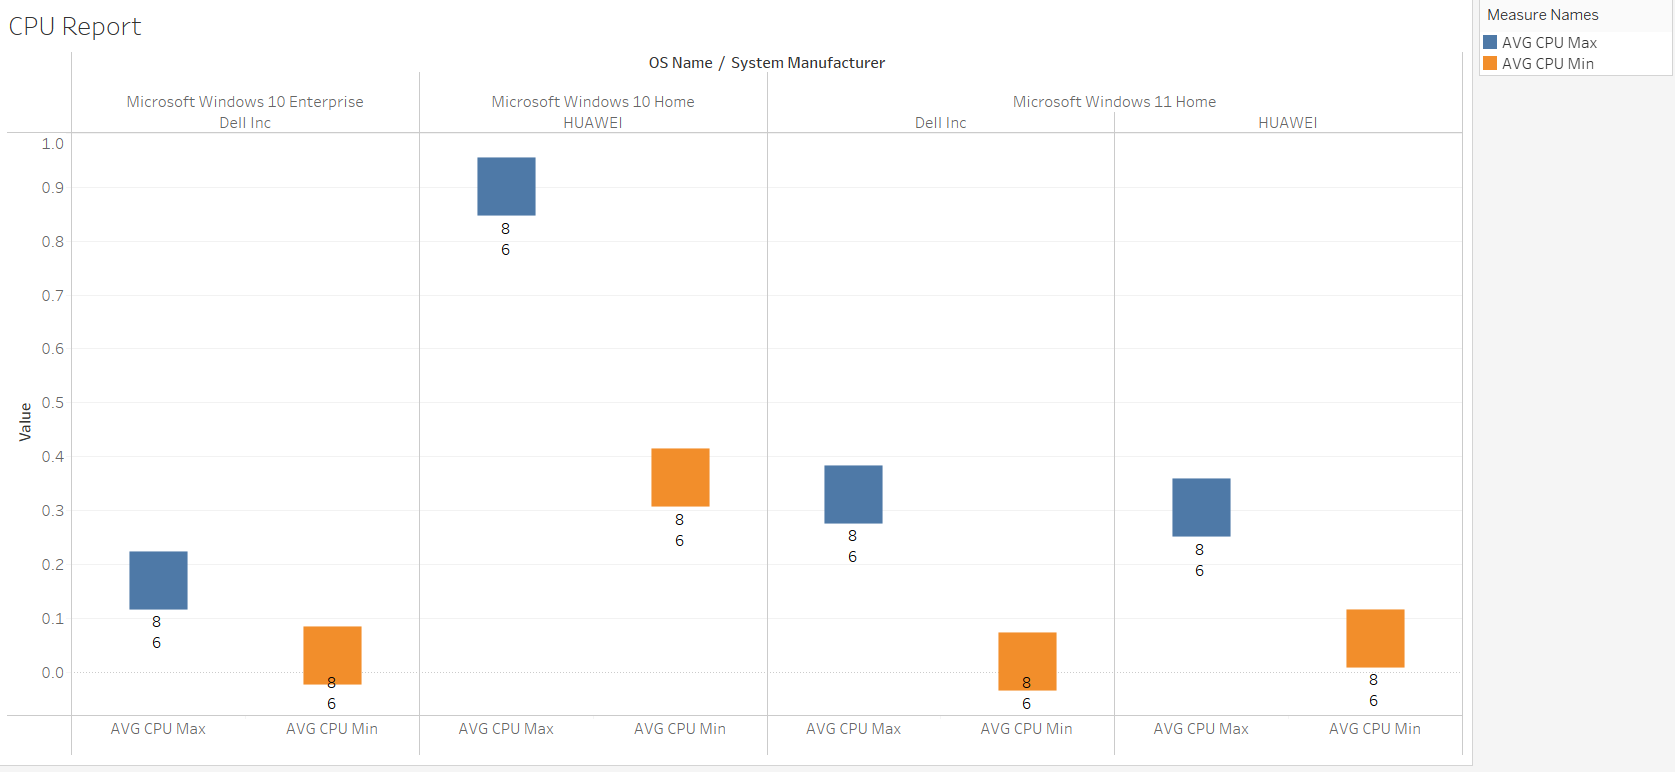 CPU Report
Measure Names
AVG CPU Max
AVG CPU Min
OS Name / System Manufacturer
Microsoft Windows 10 Enterprise
Microsoft Windows 10 Home
Microsoft Windows 11 Home
Dell Inc
HUAWEI
Dell Inc
HUAWEI
Value
1.0
0.9
0.8
0.7
0.6
0.5
0.4
0.3
0.2
0.1
0.0
8
6
8
6
8
6
8
6
8
6
8
6
8
6
8
6
AVG CPU Max
AVG CPU Min
AVG CPU Max
AVG CPU Min
AVG CPU Max
AVG CPU Min
AVG CPU Max
AVG CPU Min